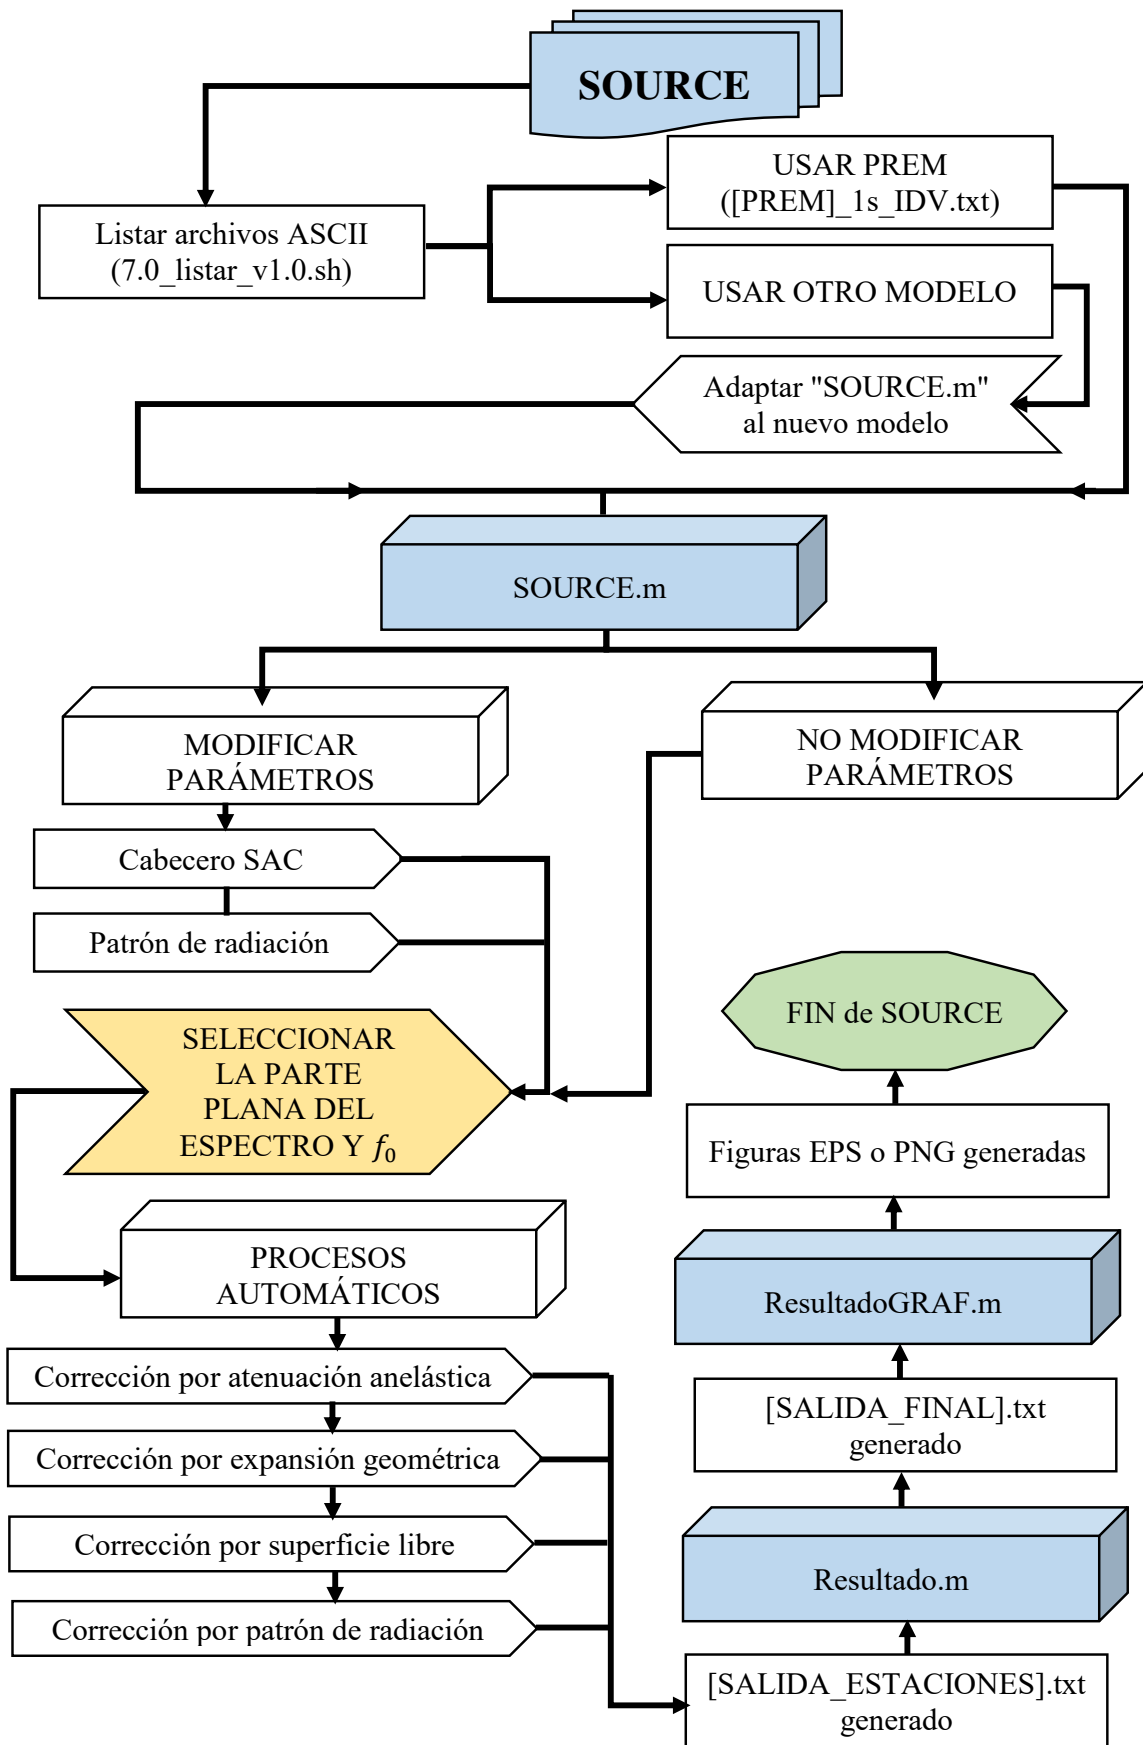 SOURCE
USAR PREM
([PREM]_1s_IDV.txt)
Listar archivos ASCII
(7.0_listar_v1.0.sh)
USAR OTRO MODELO
Adaptar "SOURCE.m"
al nuevo modelo
SOURCE.m
MODIFICAR
PARÁMETROS
NO MODIFICAR
PARÁMETROS
Cabecero SAC
Patrón de radiación
SELECCIONAR
LA PARTE
PLANA DEL
ESPECTRO Y f₀
PROCESOS
AUTOMÁTICOS
Corrección por atenuación anelástica
Corrección por expansión geométrica
Corrección por superficie libre
Corrección por patrón de radiación
[SALIDA_ESTACIONES].txt
generado
Resultado.m
[SALIDA_FINAL].txt
generado
ResultadoGRAF.m
Figuras EPS o PNG generadas
FIN de SOURCE